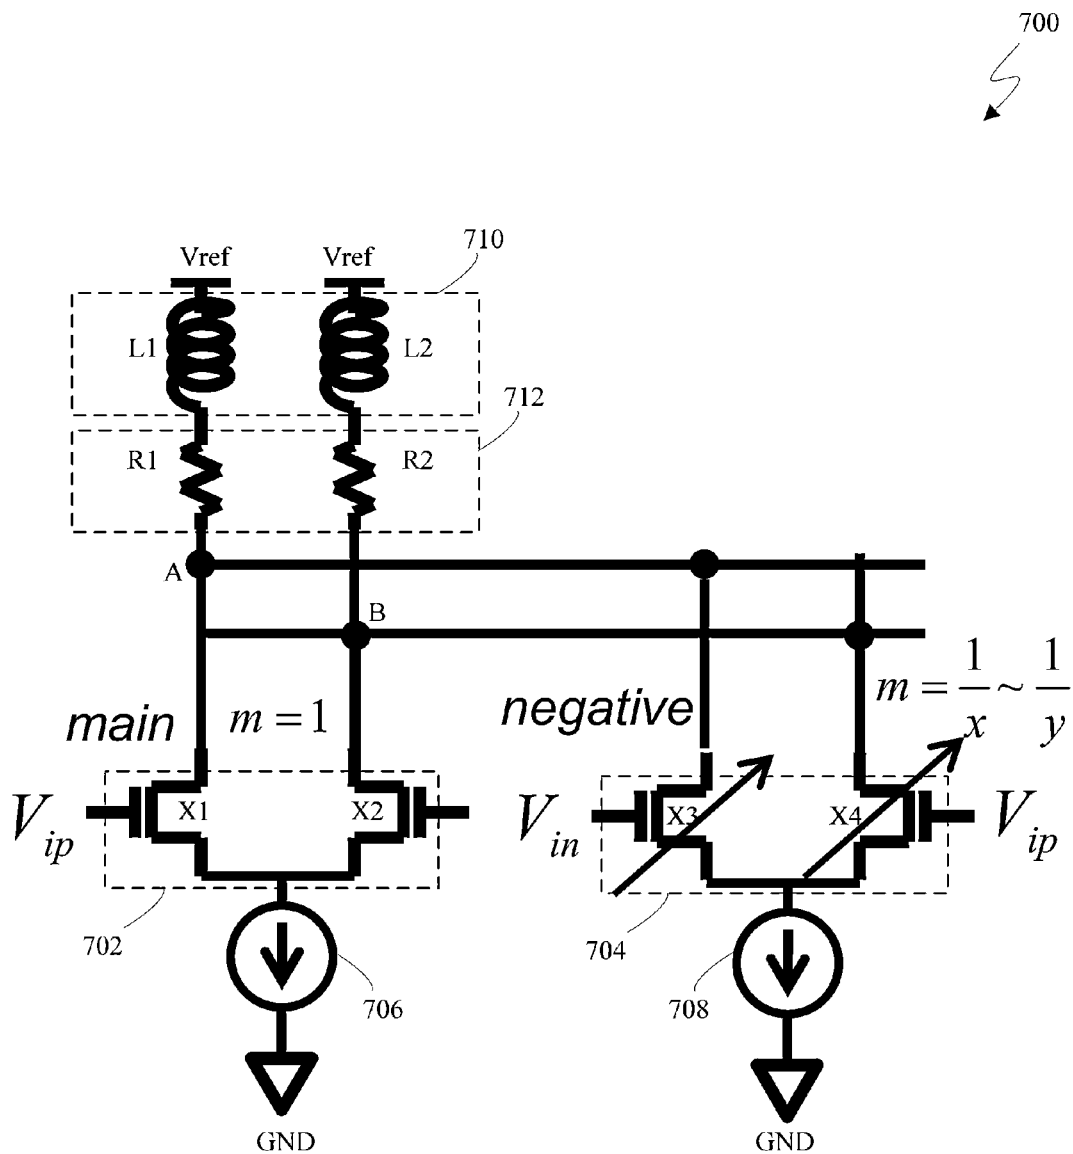 700
710
Vref Vref
L1 L2
712
R1 R2
A
B
main m = 1 negative m = 1/x ~ 1/y
V_ip X1 X2 V_in X3 X4 V_ip
702 706 704 708
GND GND